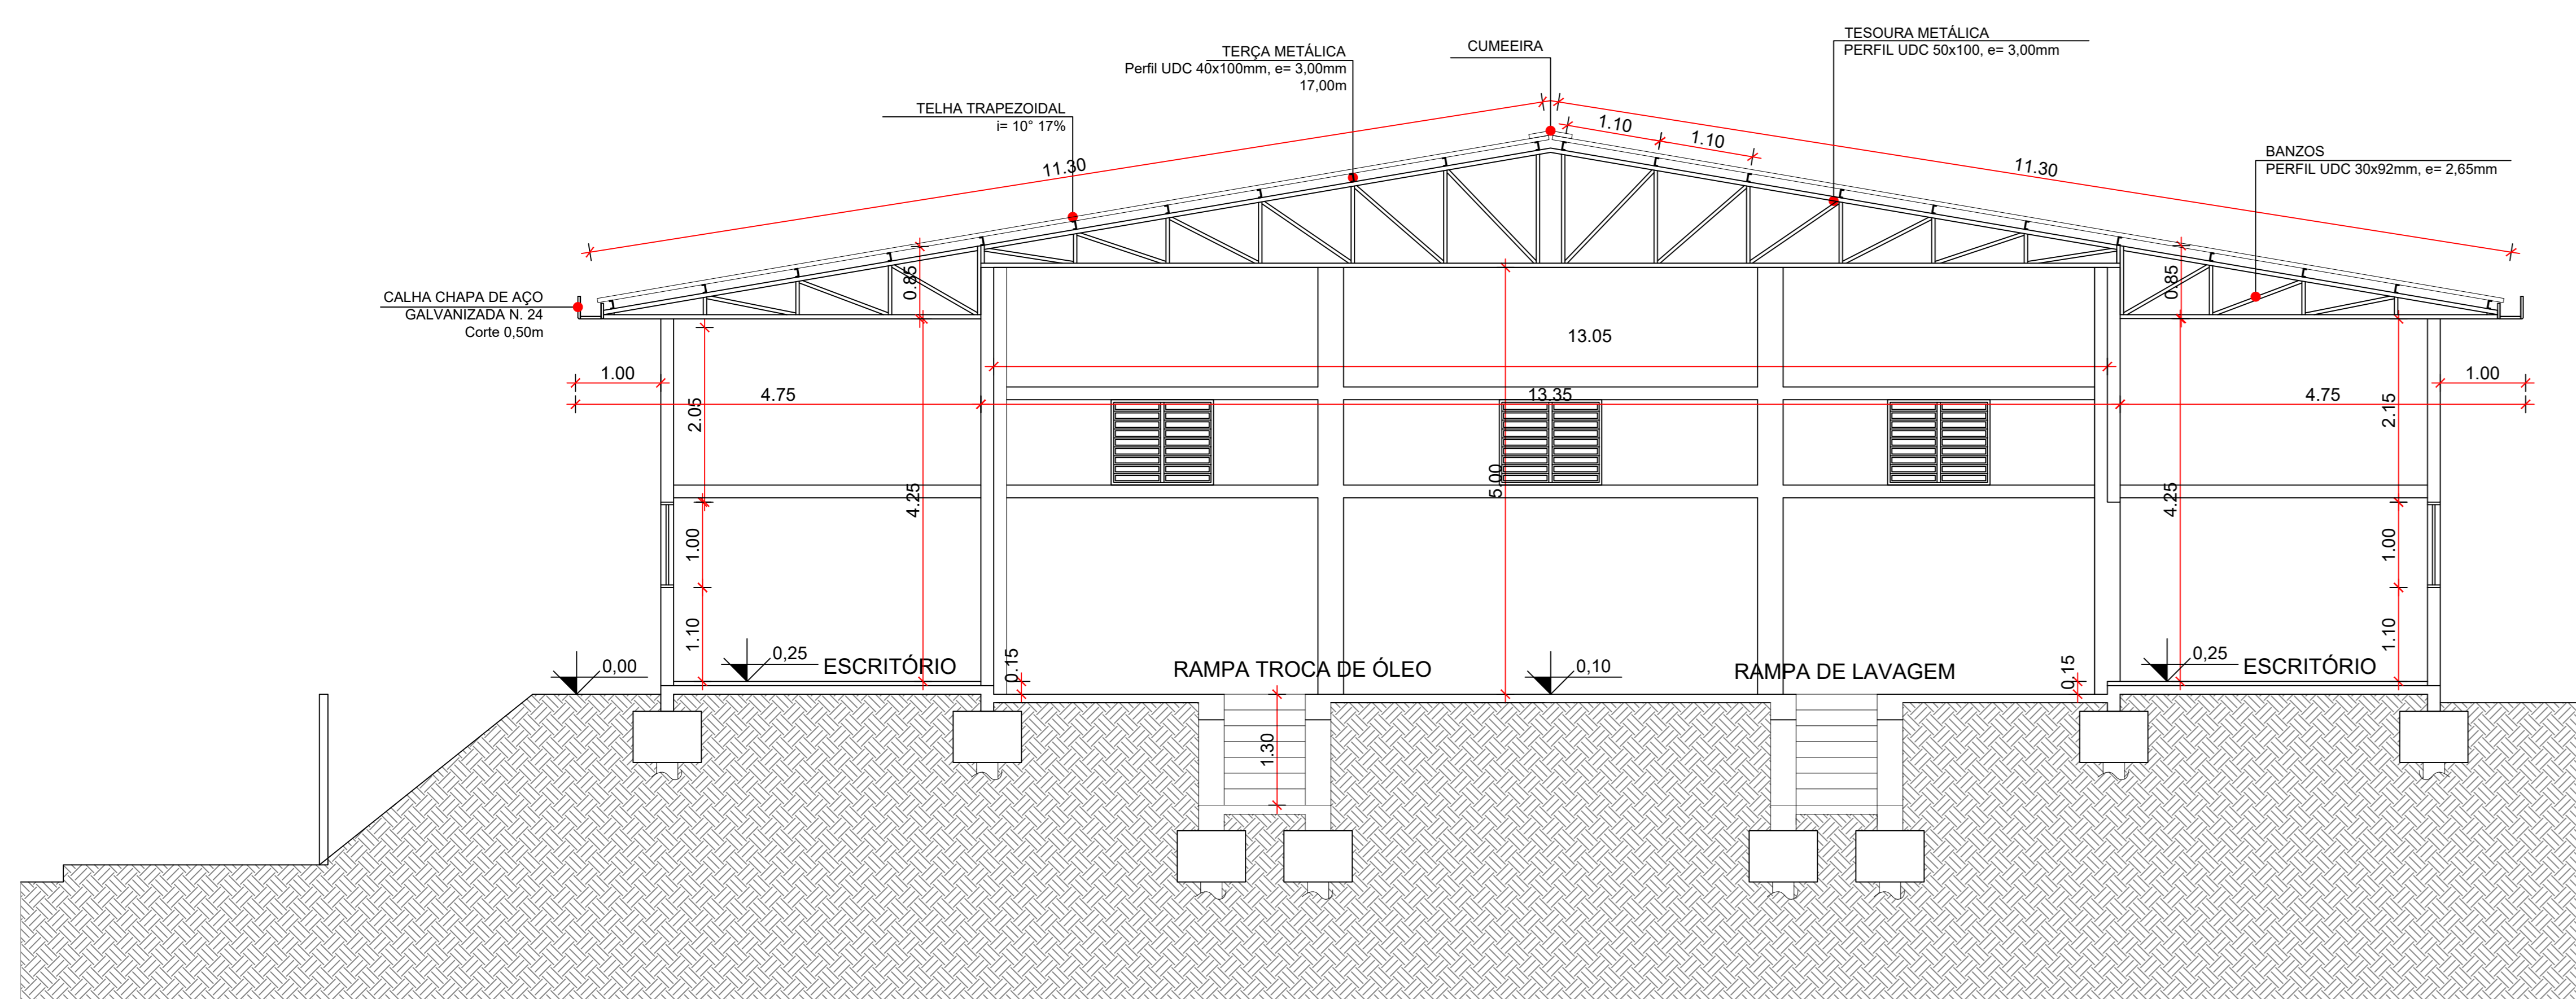 TESOURA METÁLICA
PERFIL UDC 50x100, e= 3,00mm
CUMEEIRA
TERÇA METÁLICA
Perfil UDC 40x100mm, e= 3,00mm
17,00m
TELHA TRAPEZOIDAL
i= 10° 17%
1.10
1.10
11.30
11.30
BANZOS
PERFIL UDC 30x92mm, e= 2,65mm
0.85
0.85
CALHA CHAPA DE AÇO
GALVANIZADA N. 24
Corte 0,50m
13.05
1.00
1.00
4.75
13.35
4.75
2.05
2.15
4.25
5.00
4.25
1.00
1.00
1.10
1.10
0,00
0,25
ESCRITÓRIO
0.15
RAMPA TROCA DE ÓLEO
0,10
RAMPA DE LAVAGEM
0.15
0,25
ESCRITÓRIO
1.30